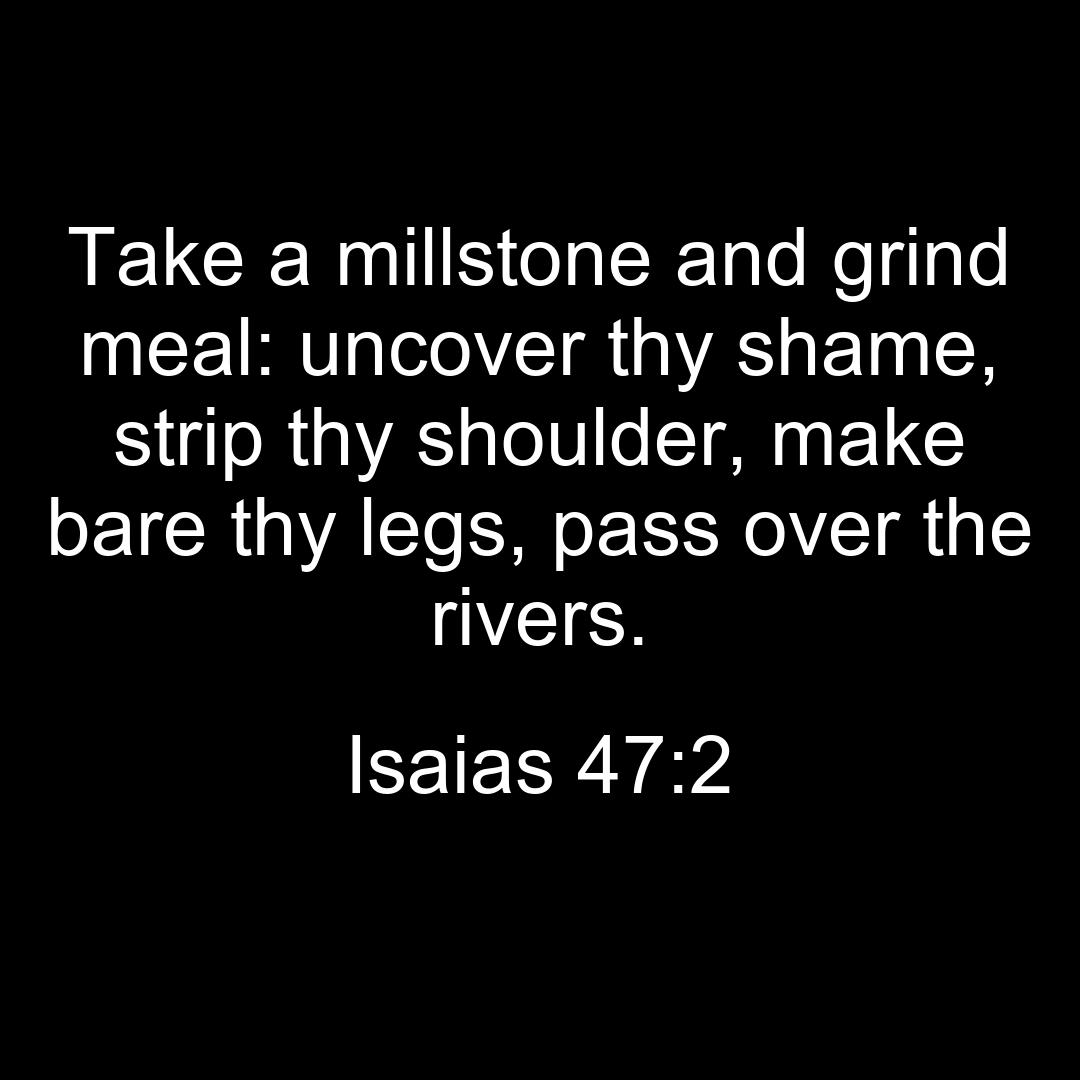 Take a millstone and grind
meal: uncover thy shame,
strip thy shoulder, make
bare thy legs, pass over the
rivers.
Isaias 47:2